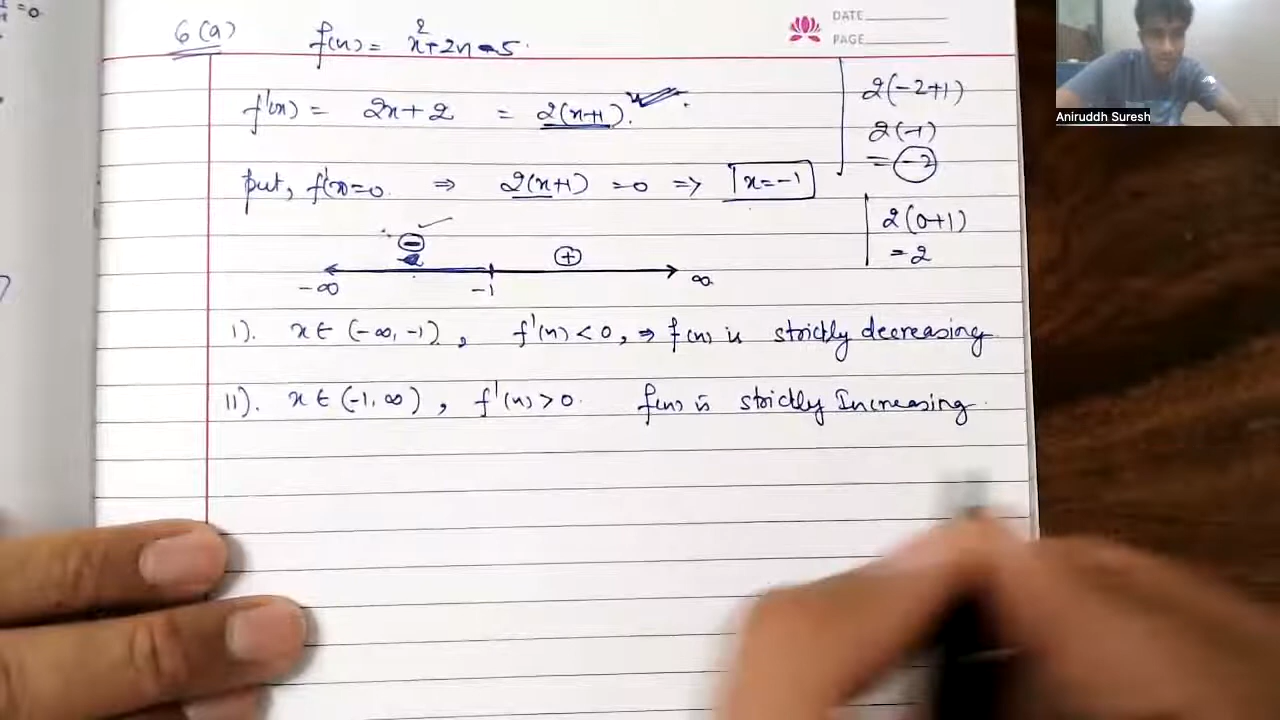 =0
6(a) f(x) = x²+2x-5.
DATE
PAGE
f'(x) = 2x+2 = 2(x+1).
put, f'(x)=0. ⇒ 2(x+1) =0 => x=-1
2(-2+1)
2(-1)
= -2
2(0+1)
=2
- +
-∞ -1 ∞
I). x ∈ (-∞,-1), f'(x) < 0, ⇒ f(x) is strictly decreasing
II). x ∈ (-1,∞), f'(x) > 0. f(x) is strictly Increasing.
Aniruddh Suresh